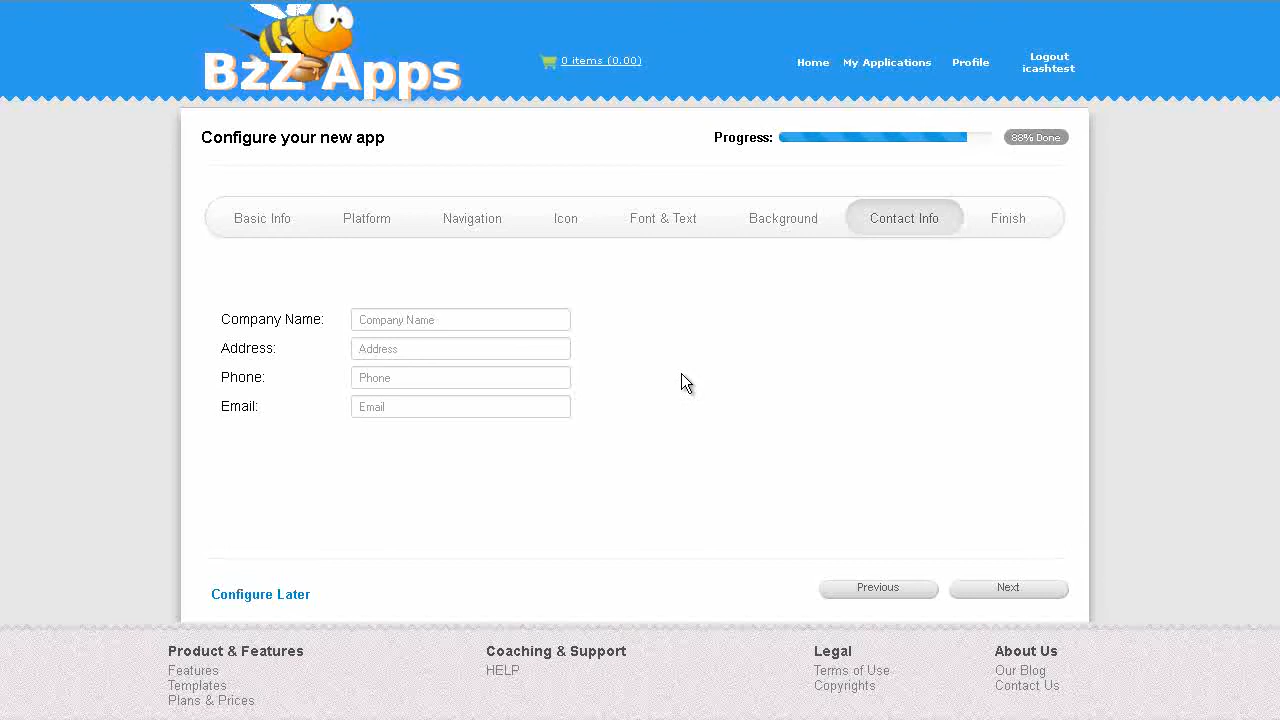 BzZ Apps
0 items (0.00)
Home
My Applications
Profile
Logout
icashtest
Configure your new app
Progress:
88% Done
Basic Info
Platform
Navigation
Icon
Font & Text
Background
Contact Info
Finish
Company Name:
Company Name
Address:
Address
Phone:
Phone
Email:
Email
Configure Later
Previous
Next
Product & Features
Features
Templates
Plans & Prices
Coaching & Support
HELP
Legal
Terms of Use
Copyrights
About Us
Our Blog
Contact Us